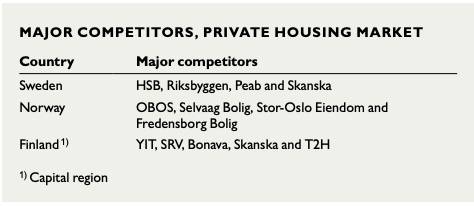 MAJOR COMPETITORS, PRIVATE HOUSING MARKET
Country Major competitors
Sweden HSB, Riksbyggen, Peab and Skanska
Norway OBOS, Selvaag Bolig, Stor-Oslo Eiendom and
Fredensborg Bolig
Finland 1) YIT, SRV, Bonava, Skanska and T2H
1) Capital region